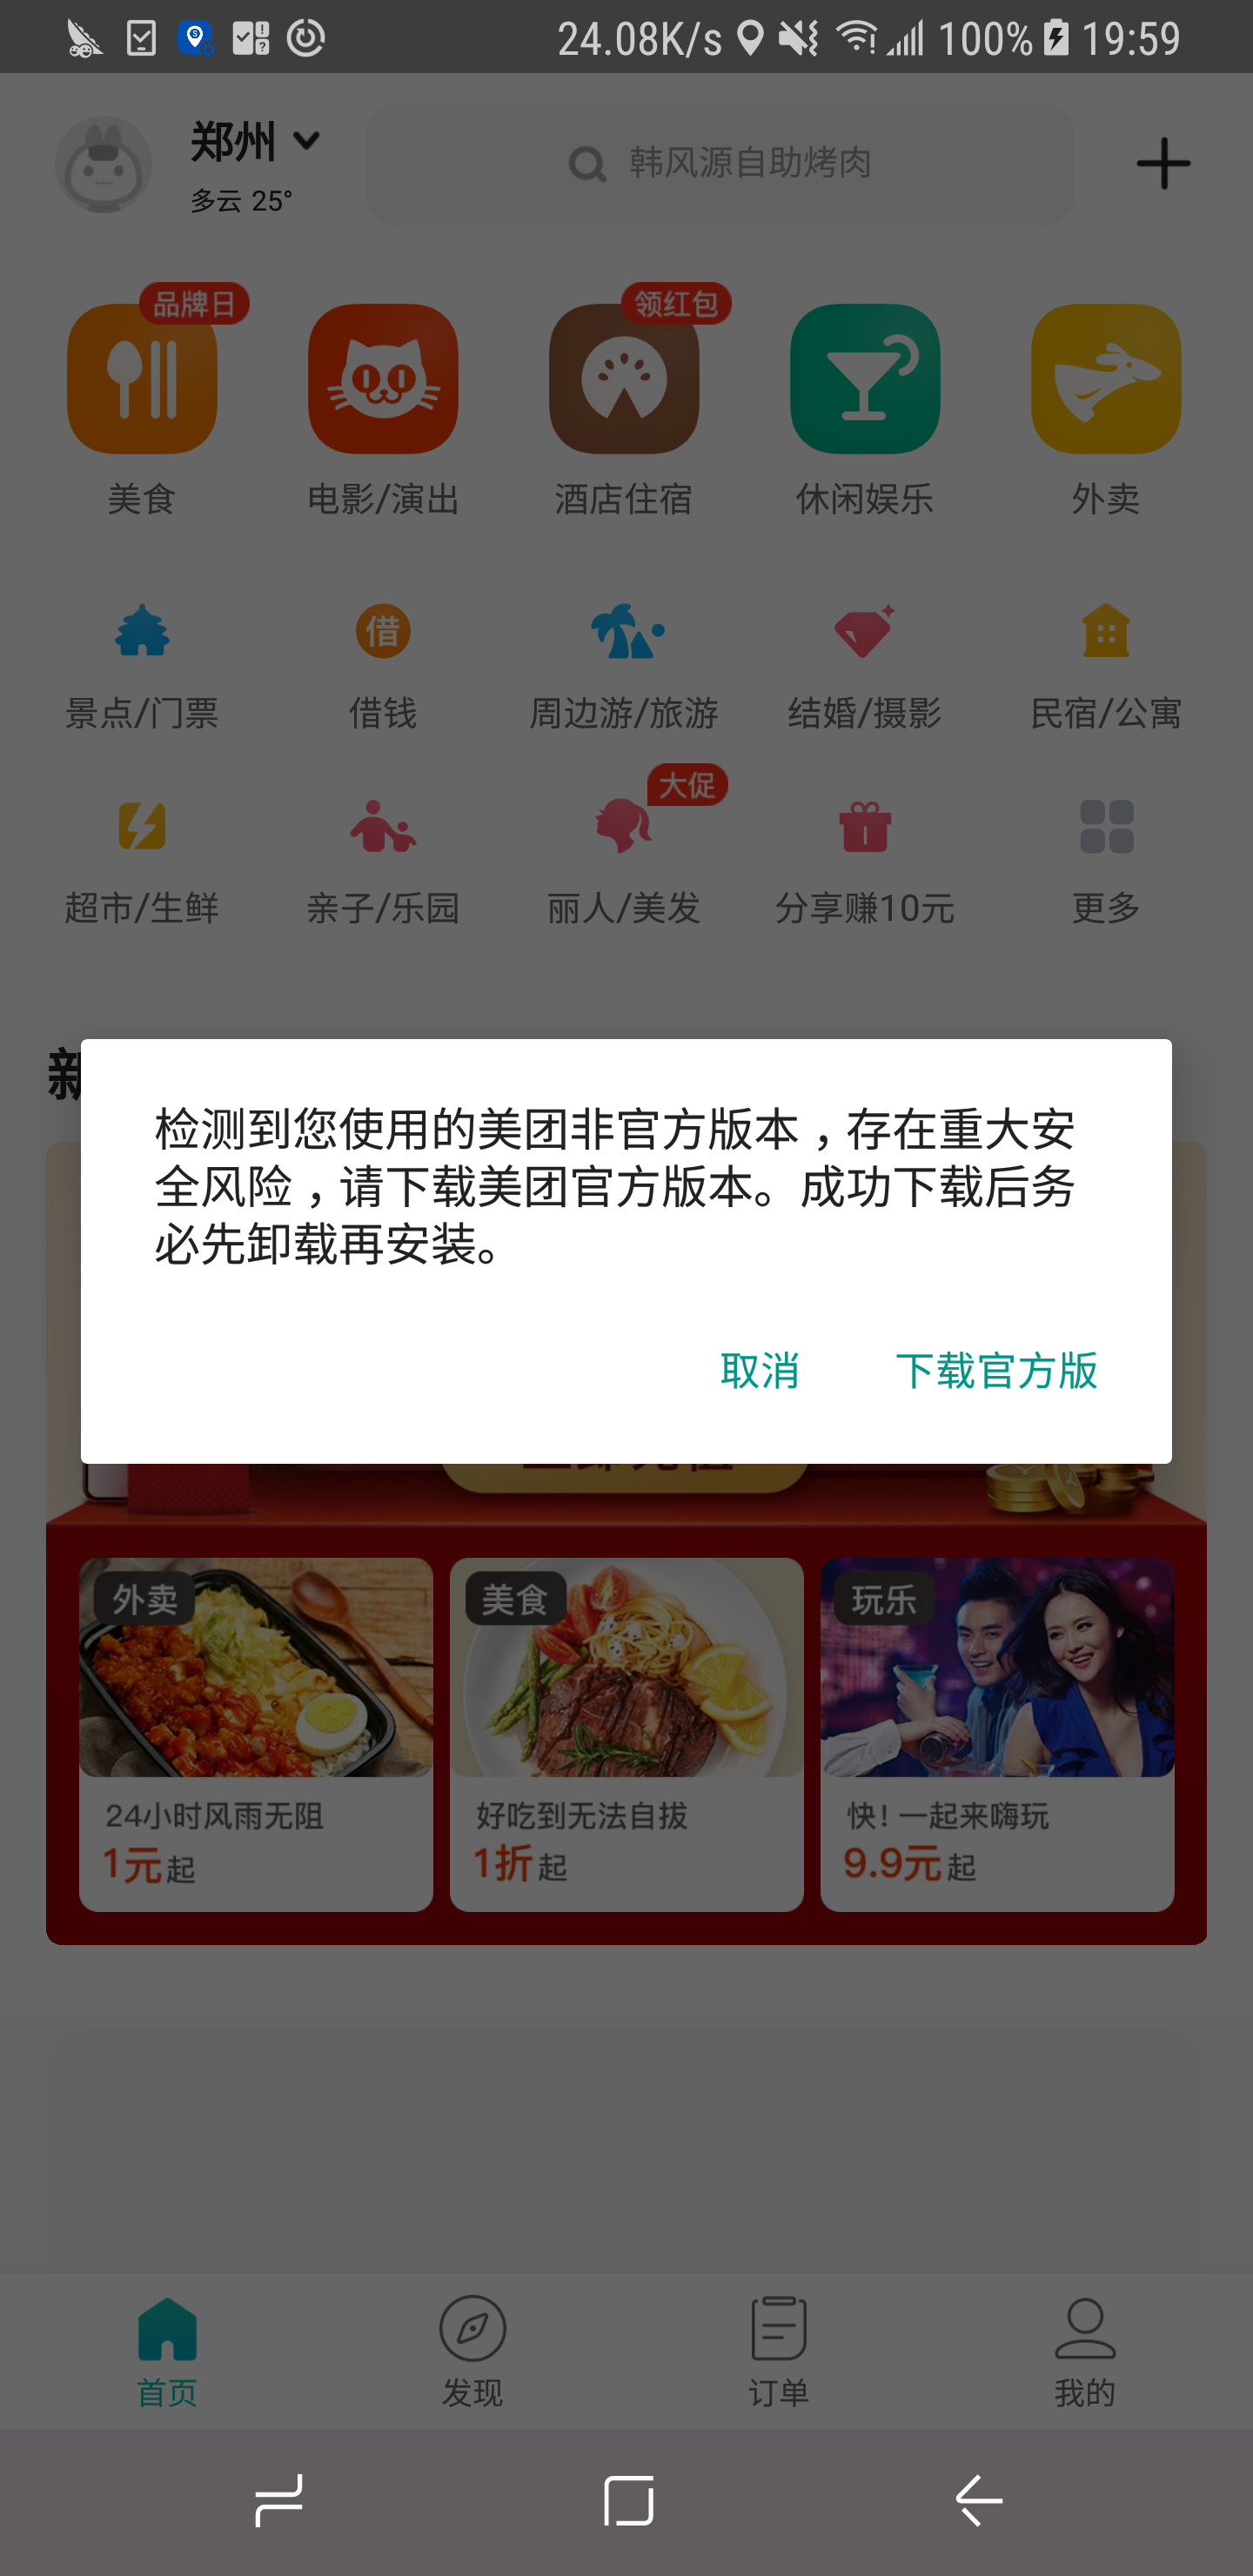 24.08K/s 100% 19:59
郑州
多云 25°
韩风源自助烤肉
品牌日
领红包
美食
电影/演出
酒店住宿
休闲娱乐
外卖
借
景点/门票
借钱
周边游/旅游
结婚/摄影
民宿/公寓
大促
超市/生鲜
亲子/乐园
丽人/美发
分享赚10元
更多
新
检测到您使用的美团非官方版本，存在重大安
全风险，请下载美团官方版本。成功下载后务
必先卸载再安装。
取消
下载官方版
外卖
美食
玩乐
24小时风雨无阻
1元起
好吃到无法自拔
1折起
快! 一起来嗨玩
9.9元起
首页
发现
订单
我的